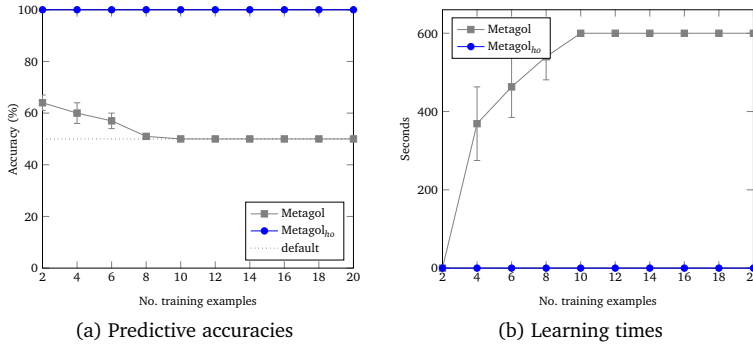 100
80
60
40
20
0
Accuracy (%)
Metagol
Metagol_ho
default
2 4 6 8 10 12 14 16 18 20
No. training examples
(a) Predictive accuracies
600
400
200
0
Seconds
Metagol
Metagol_ho
2 4 6 8 10 12 14 16 18 2
No. training examples
(b) Learning times